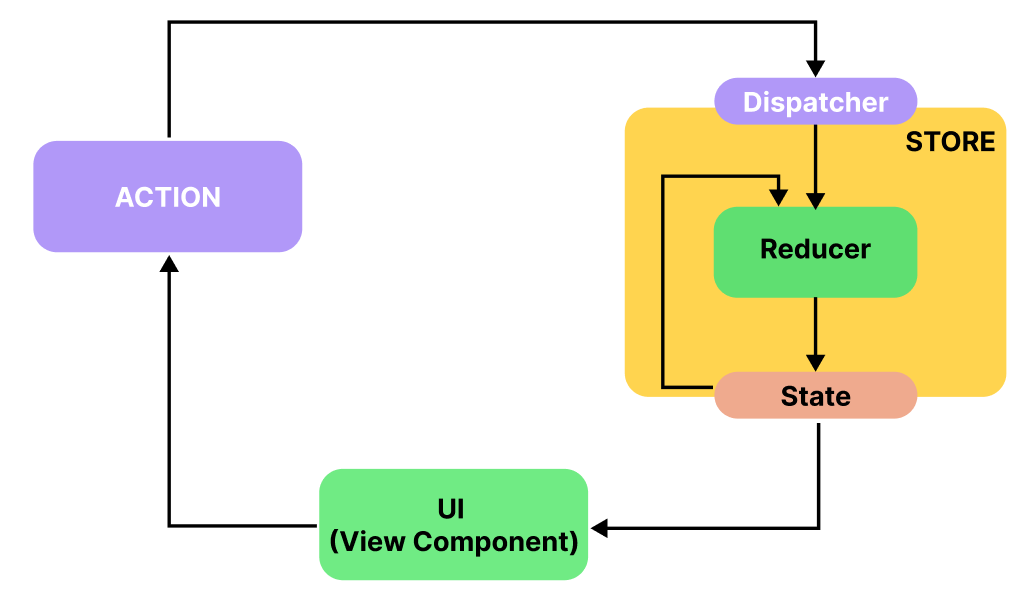 Dispatcher
STORE
ACTION
Reducer
State
UI
(View Component)